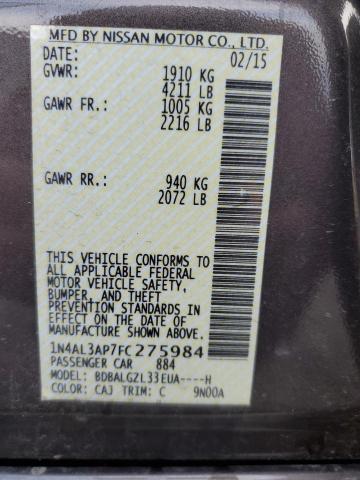 MFD BY NISSAN MOTOR CO., LTD.
DATE: 02/15
GVWR: 1910 KG
4211 LB
GAWR FR.: 1005 KG
2216 LB
GAWR RR.: 940 KG
2072 LB
THIS VEHICLE CONFORMS TO
ALL APPLICABLE FEDERAL
MOTOR VEHICLE SAFETY,
BUMPER, AND THEFT
PREVENTION STANDARDS
IN EFFECT ON THE DATE OF
MANUFACTURE SHOWN ABOVE.
1N4AL3AP7FC275984
PASSENGER CAR 884
MODEL: BDBALGZL33EUA----H
COLOR: CAJ TRIM: C 9N00A